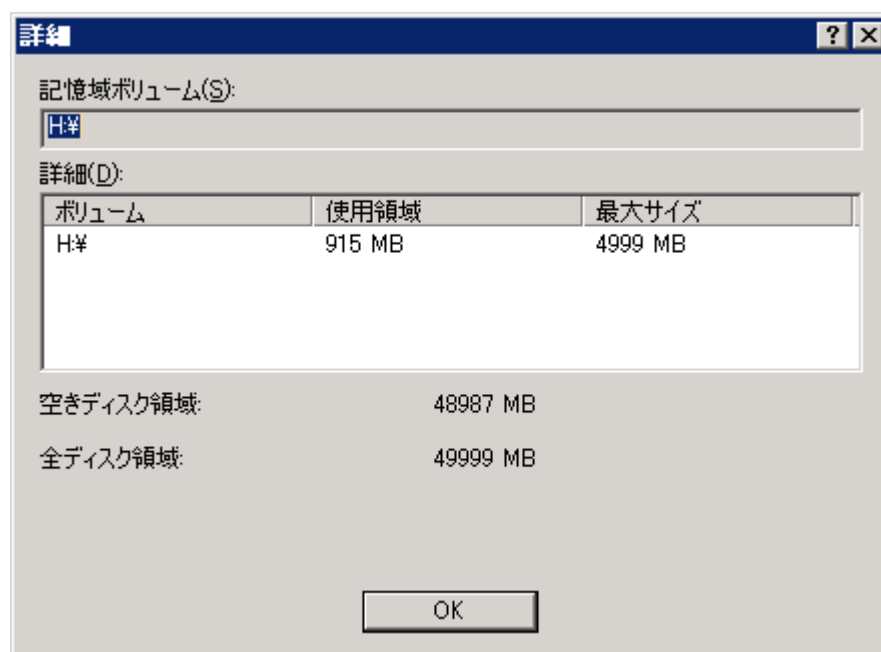 詳細
記憶域ボリューム(S):
H:¥
詳細(D):
ボリューム 使用領域 最大サイズ
H:¥ 915 MB 4999 MB
空きディスク領域: 48987 MB
全ディスク領域: 49999 MB
OK